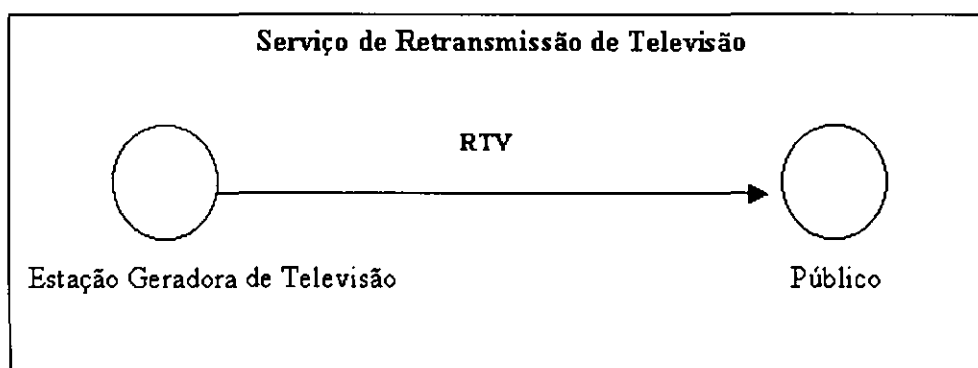 Serviço de Retransmissão de Televisão
RTV
Estação Geradora de Televisão
Público